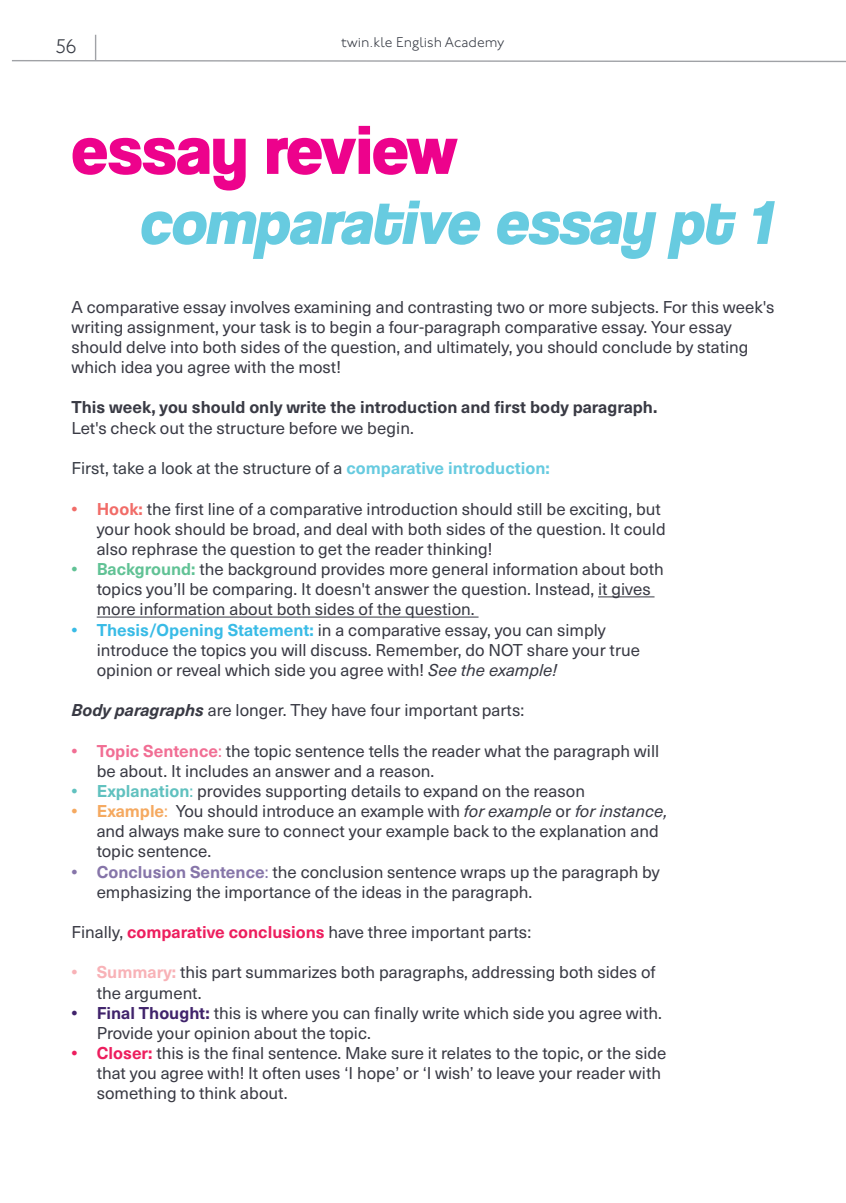 56
twin.kle English Academy
essay review
comparative essay pt 1
A comparative essay involves examining and contrasting two or more subjects. For this week's
writing assignment, your task is to begin a four-paragraph comparative essay. Your essay
should delve into both sides of the question, and ultimately, you should conclude by stating
which idea you agree with the most!
This week, you should only write the introduction and first body paragraph.
Let's check out the structure before we begin.
First, take a look at the structure of a comparative introduction:
• Hook: the first line of a comparative introduction should still be exciting, but
your hook should be broad, and deal with both sides of the question. It could
also rephrase the question to get the reader thinking!
• Background: the background provides more general information about both
topics you'll be comparing. It doesn't answer the question. Instead, it gives
more information about both sides of the question.
• Thesis/Opening Statement: in a comparative essay, you can simply
introduce the topics you will discuss. Remember, do NOT share your true
opinion or reveal which side you agree with! See the example!
Body paragraphs are longer. They have four important parts:
• Topic Sentence: the topic sentence tells the reader what the paragraph will
be about. It includes an answer and a reason.
• Explanation: provides supporting details to expand on the reason
• Example: You should introduce an example with for example or for instance,
and always make sure to connect your example back to the explanation and
topic sentence.
• Conclusion Sentence: the conclusion sentence wraps up the paragraph by
emphasizing the importance of the ideas in the paragraph.
Finally, comparative conclusions have three important parts:
• Summary: this part summarizes both paragraphs, addressing both sides of
the argument.
• Final Thought: this is where you can finally write which side you agree with.
Provide your opinion about the topic.
• Closer: this is the final sentence. Make sure it relates to the topic, or the side
that you agree with! It often uses ‘I hope’ or ‘I wish’ to leave your reader with
something to think about.